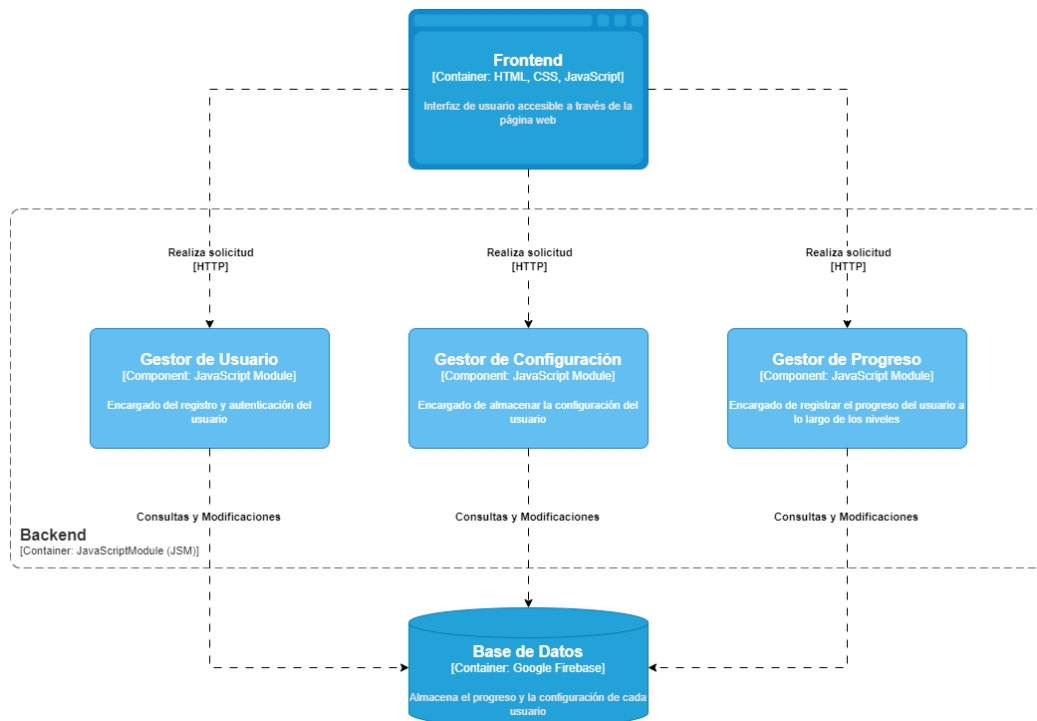 Frontend
[Container: HTML, CSS, JavaScript]
Interfaz de usuario accesible a través de la
página web
Realiza solicitud
[HTTP]
Realiza solicitud
[HTTP]
Realiza solicitud
[HTTP]
Gestor de Usuario
[Component: JavaScript Module]
Encargado del registro y autenticación del
usuario
Gestor de Configuración
[Component: JavaScript Module]
Encargado de almacenar la configuración del
usuario
Gestor de Progreso
[Component: JavaScript Module]
Encargado de registrar el progreso del usuario a
lo largo de los niveles
Consultas y Modificaciones
Consultas y Modificaciones
Consultas y Modificaciones
Backend
[Container: JavaScriptModule (JSM)]
Base de Datos
[Container: Google Firebase]
Almacena el progreso y la configuración de cada
usuario